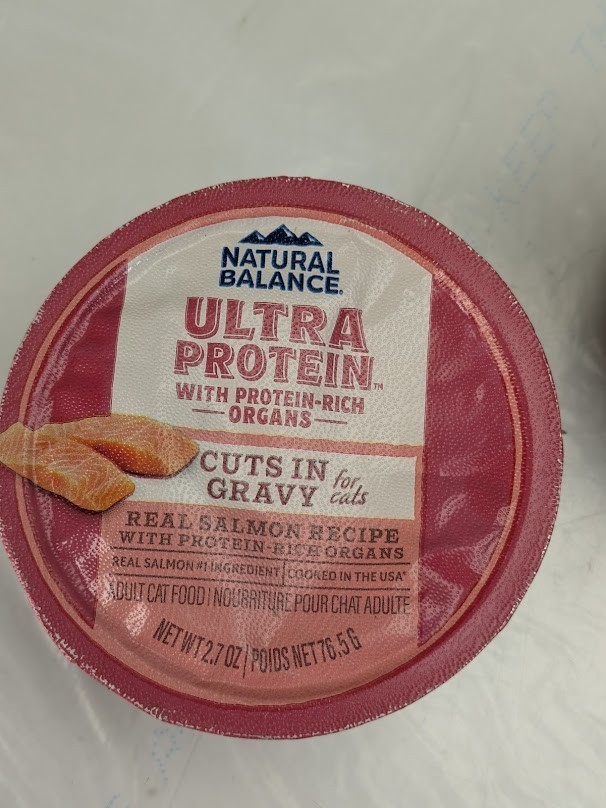 NATURAL
BALANCE®
ULTRA
PROTEIN™
WITH PROTEIN-RICH
ORGANS
CUTS IN for
GRAVY cats
REAL SALMON RECIPE
WITH PROTEIN-RICH ORGANS
REAL SALMON #1 INGREDIENT | COOKED IN THE USA*
ADULT CAT FOOD | NOURRITURE POUR CHAT ADULTE
NET WT 2.7 OZ | POIDS NET 76.5 G